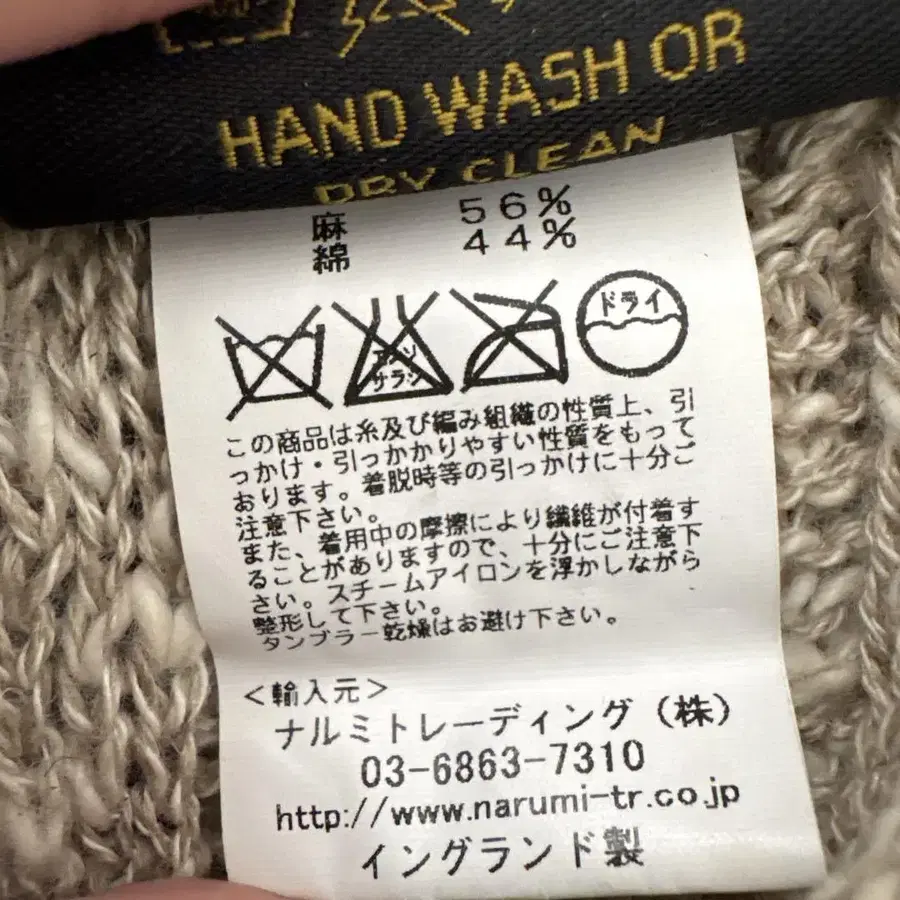 HAND WASH OR
DRY CLEAN
麻 56%
綿 44%
ドライ
エンソ
サラシ
この商品は糸及び編み組織の性質上、引
っかけ・引っかかりやすい性質をもって
おります。着脱時等の引っかけに十分ご
注意下さい。
また、着用中の摩擦により繊維が付着す
ることがありますので、十分にご注意下
さい。スチームアイロンを浮かしながら
整形して下さい。
タンブラー乾燥はお避け下さい。
<輸入元>
ナルミトレーディング(株)
03-6863-7310
http://www.narumi-tr.co.jp
イングランド製